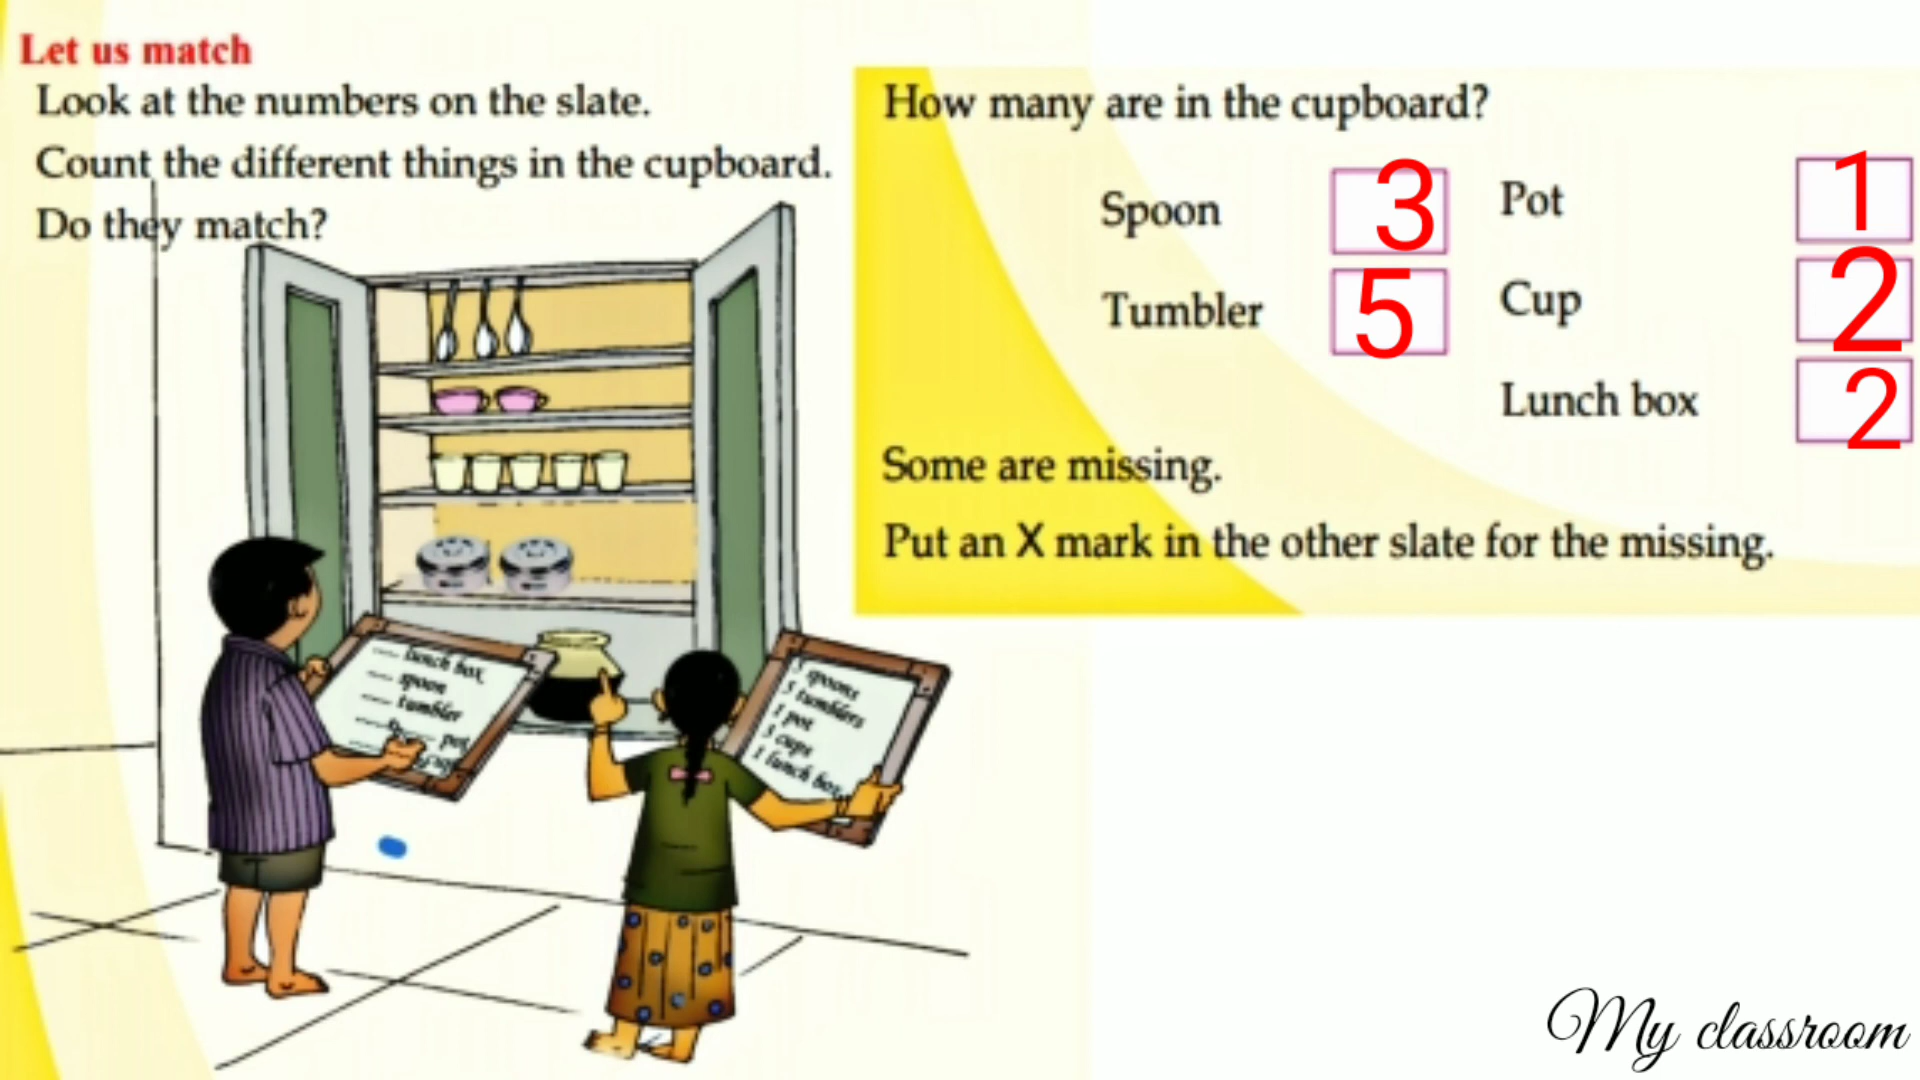 Let us match
Look at the numbers on the slate.
Count the different things in the cupboard.
Do they match?
How many are in the cupboard?
Spoon 3 Pot 1
Tumbler 5 Cup 2
Lunch box 2
Some are missing.
Put an X mark in the other slate for the missing.
lunch box
spoon
tumbler
pot
cup
spoons
5 tumblers
1 pot
3 cups
1 lunch box
My classroom